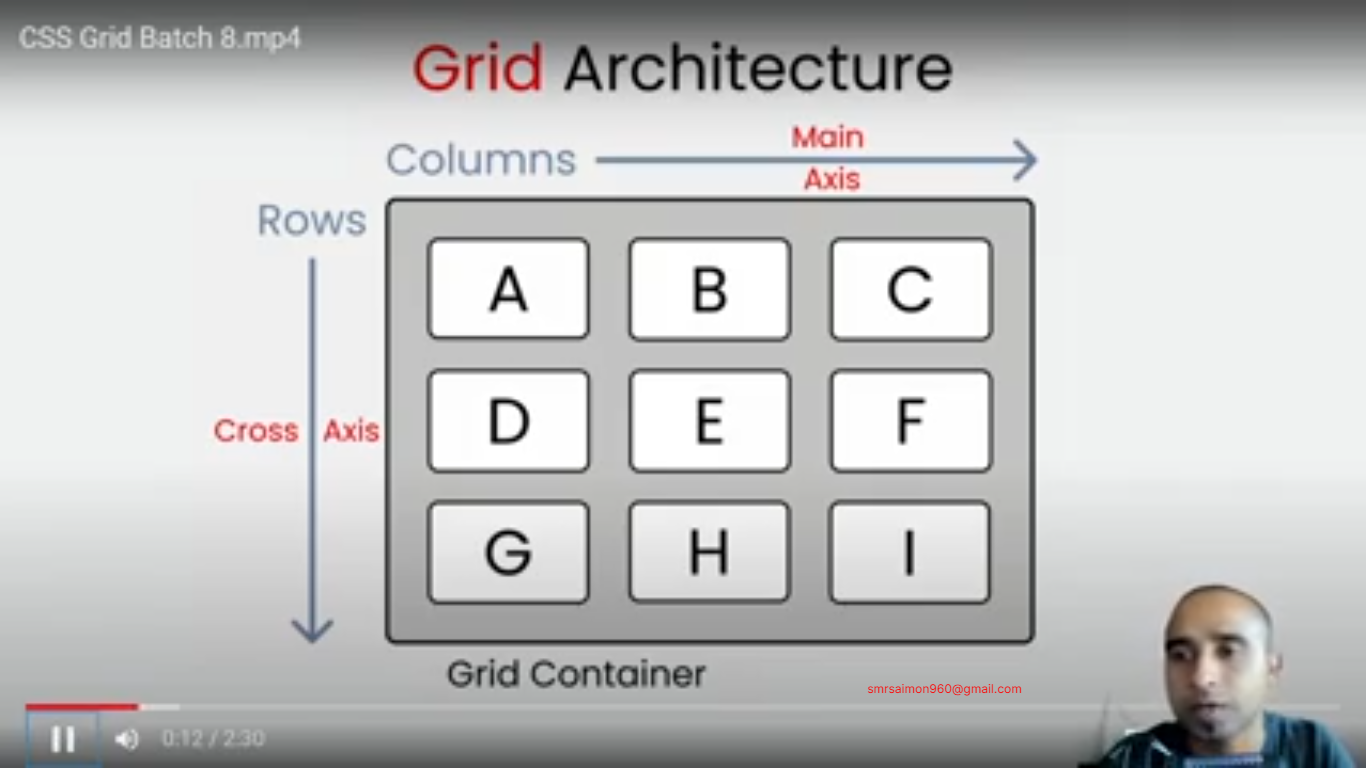 CSS Grid Batch 8.mp4
Grid Architecture
Main
Columns
Axis
Rows
A B C
Cross Axis
D E F
G H I
Grid Container
smrsaimon960@gmail.com
0:12 / 2:30